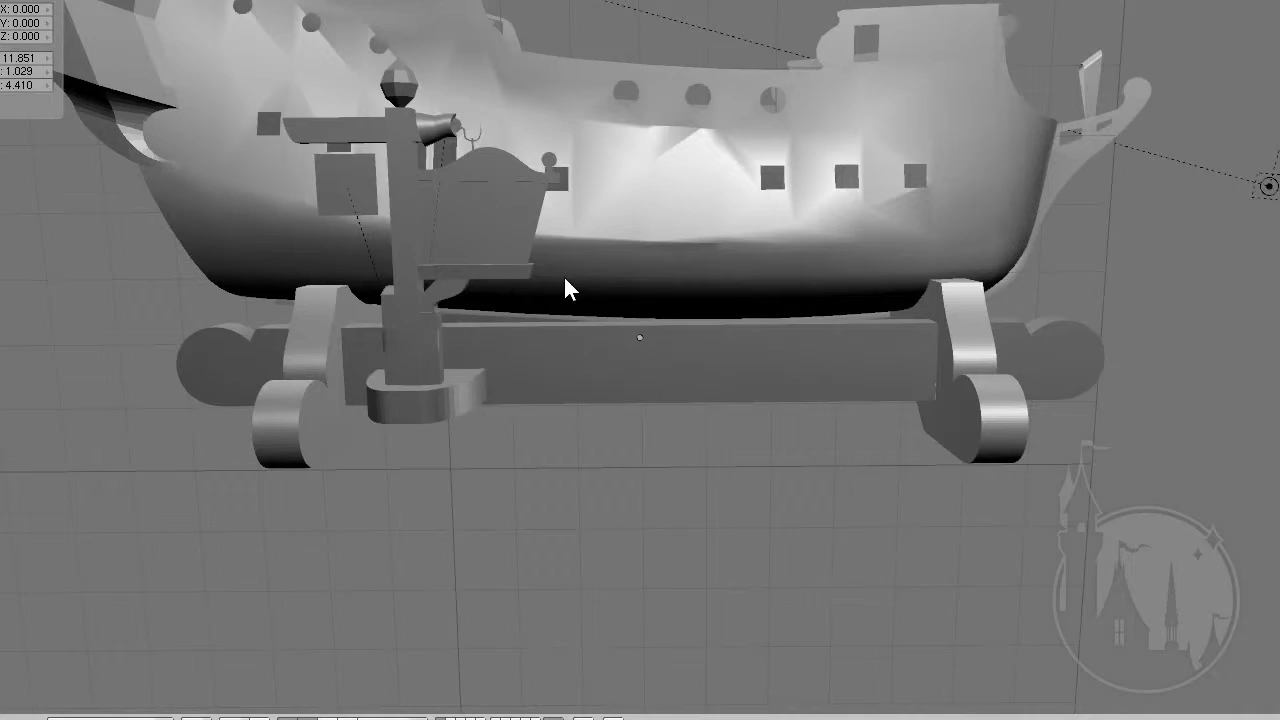 X: 0.000
Y: 0.000
Z: 0.000
11.851
: 1.029
: 4.410